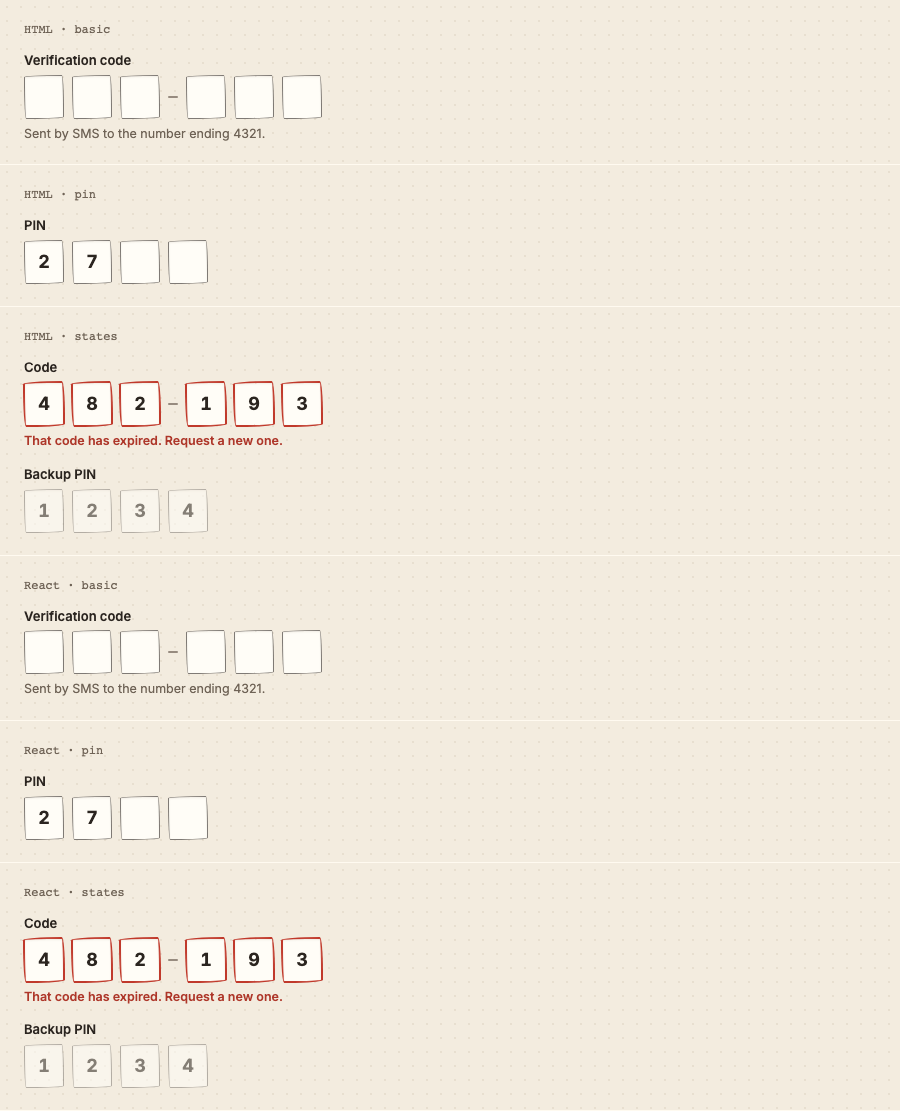 HTML · basic
Verification code
–
Sent by SMS to the number ending 4321.
HTML · pin
PIN
2 7
HTML · states
Code
4 8 2 – 1 9 3
That code has expired. Request a new one.
Backup PIN
1 2 3 4
React · basic
Verification code
–
Sent by SMS to the number ending 4321.
React · pin
PIN
2 7
React · states
Code
4 8 2 – 1 9 3
That code has expired. Request a new one.
Backup PIN
1 2 3 4